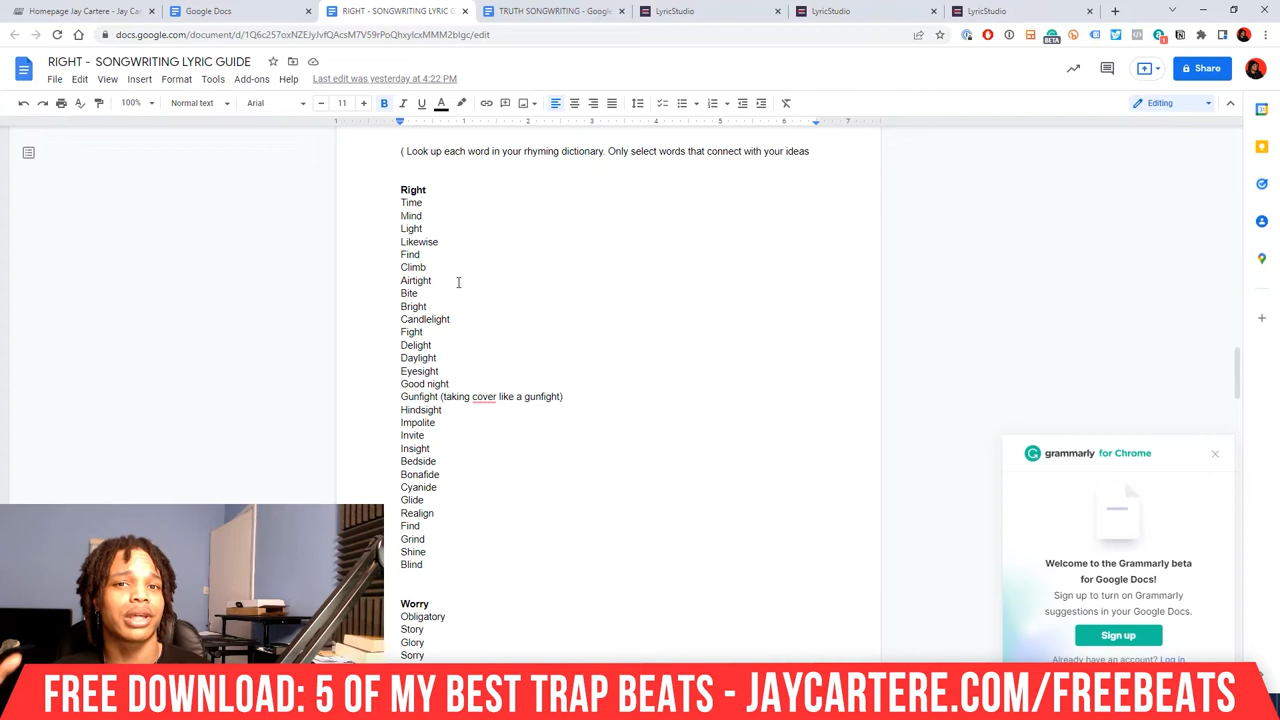 Homepage Jay Cartere - Jay Car
Google Docs
RIGHT - SONGWRITING LYRIC G
TRUTH SONGWRITING - Google
LyricStudio
LyricStudio
LyricStudio
RIGHT - SONGWRITING LYRIC GUIDE
File Edit View Insert Format Tools Add-ons Help Last edit was yesterday at 4:22 PM
Share
100% Normal text Arial 11 Editing
( Look up each word in your rhyming dictionary. Only select words that connect with your ideas
Right
Time
Mind
Light
Likewise
Find
Climb
Airtight
Bite
Bright
Candlelight
Fight
Delight
Daylight
Eyesight
Good night
Gunfight (taking cover like a gunfight)
Hindsight
Impolite
Invite
Insight
Bedside
Bonafide
Cyanide
Glide
Realign
Find
Grind
Shine
Blind
Worry
Obligatory
Story
Glory
Sorry
grammarly for Chrome
Welcome to the Grammarly beta
for Google Docs!
Sign up to turn on Grammarly
suggestions in your Google Docs.
Sign up
Already have an account? Log in
FREE DOWNLOAD: 5 OF MY BEST TRAP BEATS - JAYCARTERE.COM/FREEBEATS